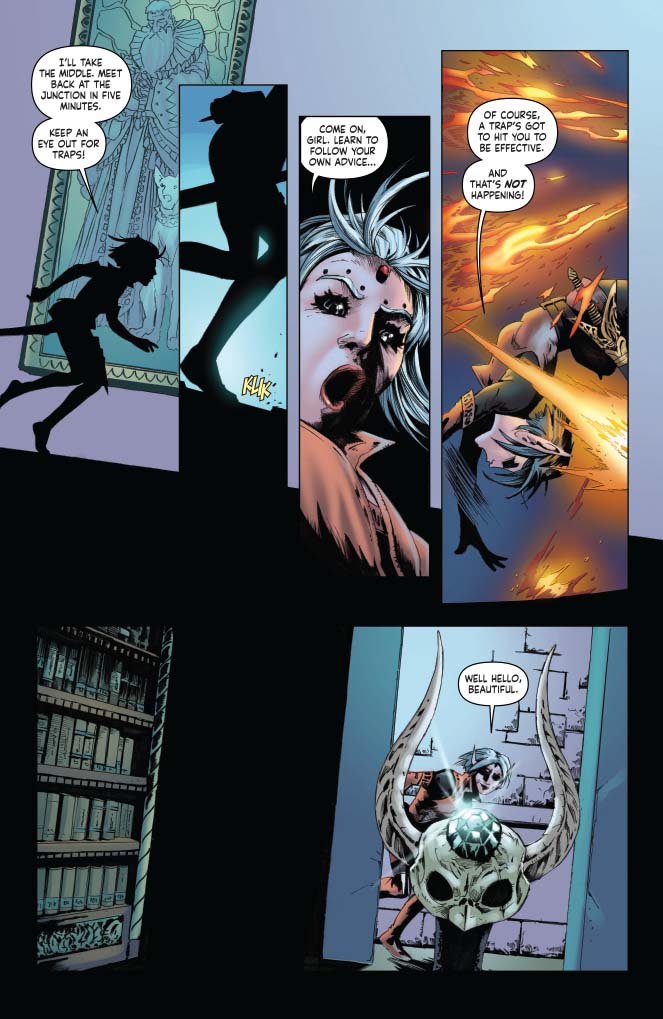 I'LL TAKE
THE MIDDLE. MEET
BACK AT THE
JUNCTION IN FIVE
MINUTES.
KEEP AN
EYE OUT FOR
TRAPS!
KLIK
COME ON,
GIRL. LEARN TO
FOLLOW YOUR
OWN ADVICE...
OF COURSE,
A TRAP'S GOT
TO HIT YOU TO
BE EFFECTIVE.
AND
THAT'S NOT
HAPPENING!
WELL HELLO,
BEAUTIFUL.